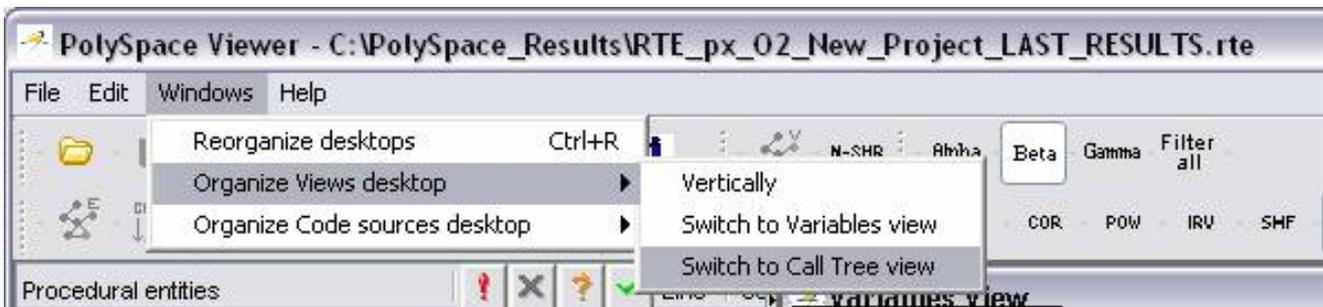 PolySpace Viewer - C:\PolySpace_Results\RTE_px_O2_New_Project_LAST_RESULTS.rte
File Edit Windows Help
Reorganize desktops Ctrl+R
Organize Views desktop
Organize Code sources desktop
Vertically
Switch to Variables view
Switch to Call Tree view
N-SHR Alpha Beta Gamma Filter all
E
COR POW IRV SHF
Procedural entities
Variables View